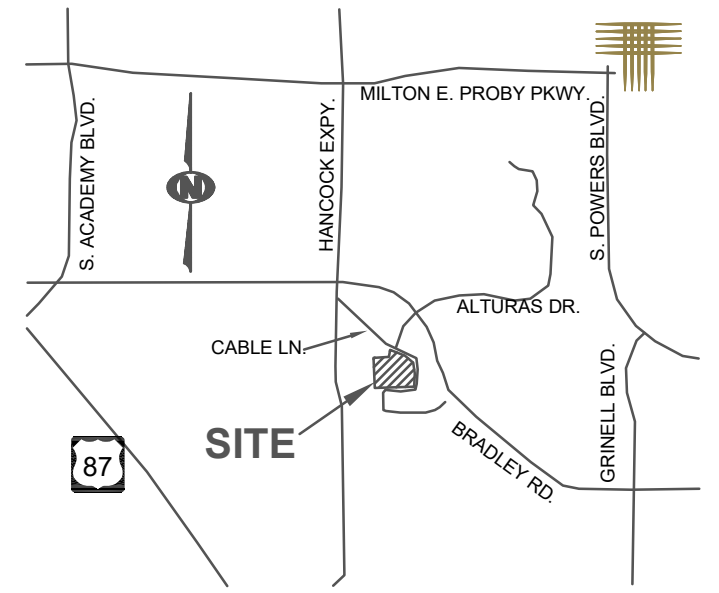 MILTON E. PROBY PKWY.
S. ACADEMY BLVD.
HANCOCK EXPY.
S. POWERS BLVD.
N
ALTURAS DR.
CABLE LN.
SITE
GRINELL BLVD.
BRADLEY RD.
87